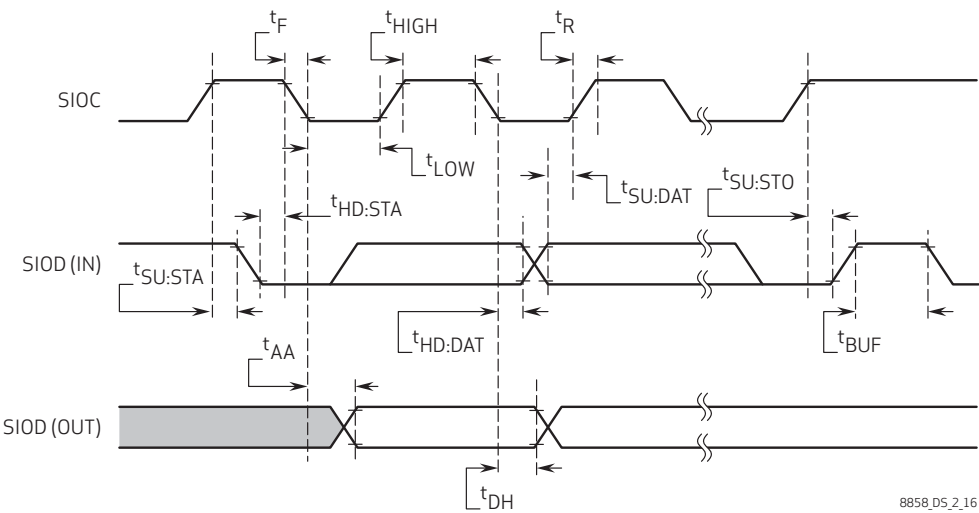 tF
tHIGH
tR
SIOC
tLOW
tSU:DAT
tSU:STO
tHD:STA
SIOD (IN)
tSU:STA
tHD:DAT
tBUF
tAA
SIOD (OUT)
tDH
8858_DS_2_16